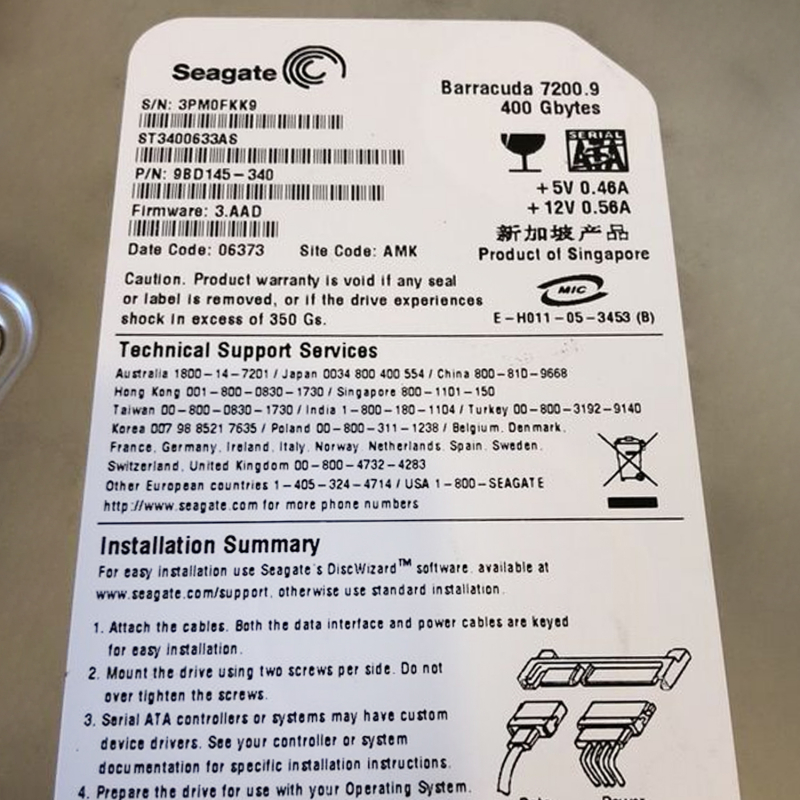 Seagate
Barracuda 7200.9
400 Gbytes
S/N: 3PM0FKK9
ST3400633AS
SERIAL
ATA
P/N: 9BD145-340
+5V 0.46A
+12V 0.56A
Firmware: 3.AAD
新加坡产品
Date Code: 06373 Site Code: AMK
Product of Singapore
Caution. Product warranty is void if any seal
or label is removed, or if the drive experiences
shock in excess of 350 Gs.
MIC
E-H011-05-3453 (B)
Technical Support Services
Australia 1800-14-7201 / Japan 0034 800 400 554 / China 800-810-9668
Hong Kong 001-800-0830-1730 / Singapore 800-1101-150
Taiwan 00-800-0830-1730 / India 1-800-180-1104 / Turkey 00-800-3192-9140
Korea 007 98 8521 7635 / Poland 00-800-311-1238 / Belgium, Denmark,
France, Germany, Ireland, Italy, Norway, Netherlands, Spain, Sweden,
Switzerland, United Kingdom 00-800-4732-4283
Other European countries 1-405-324-4714 / USA 1-800-SEAGATE
http://www.seagate.com for more phone numbers
Installation Summary
For easy installation use Seagate's DiscWizard™ software, available at
www.seagate.com/support, otherwise use standard installation.
1. Attach the cables. Both the data interface and power cables are keyed
for easy installation.
2. Mount the drive using two screws per side. Do not
over tighten the screws.
3. Serial ATA controllers or systems may have custom
device drivers. See your controller or system
documentation for specific installation instructions.
4. Prepare the drive for use with your Operating System.